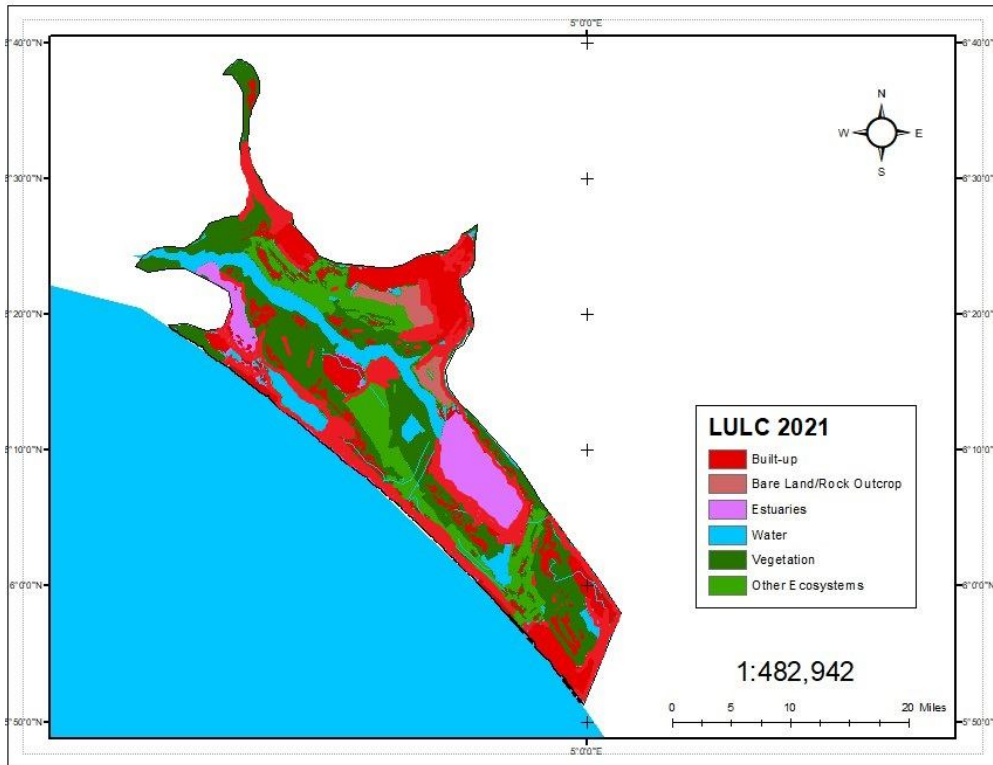 5°0'0"E
6°40'0"N
6°40'0"N
N
W
E
S
6°30'0"N
6°30'0"N
6°20'0"N
6°20'0"N
LULC 2021
Built-up
Bare Land/Rock Outcrop
Estuaries
Water
Vegetation
Other Ecosystems
6°10'0"N
6°10'0"N
6°0'0"N
6°0'0"N
1:482,942
0 5 10 20 Miles
5°50'0"N
5°50'0"N
5°0'0"E